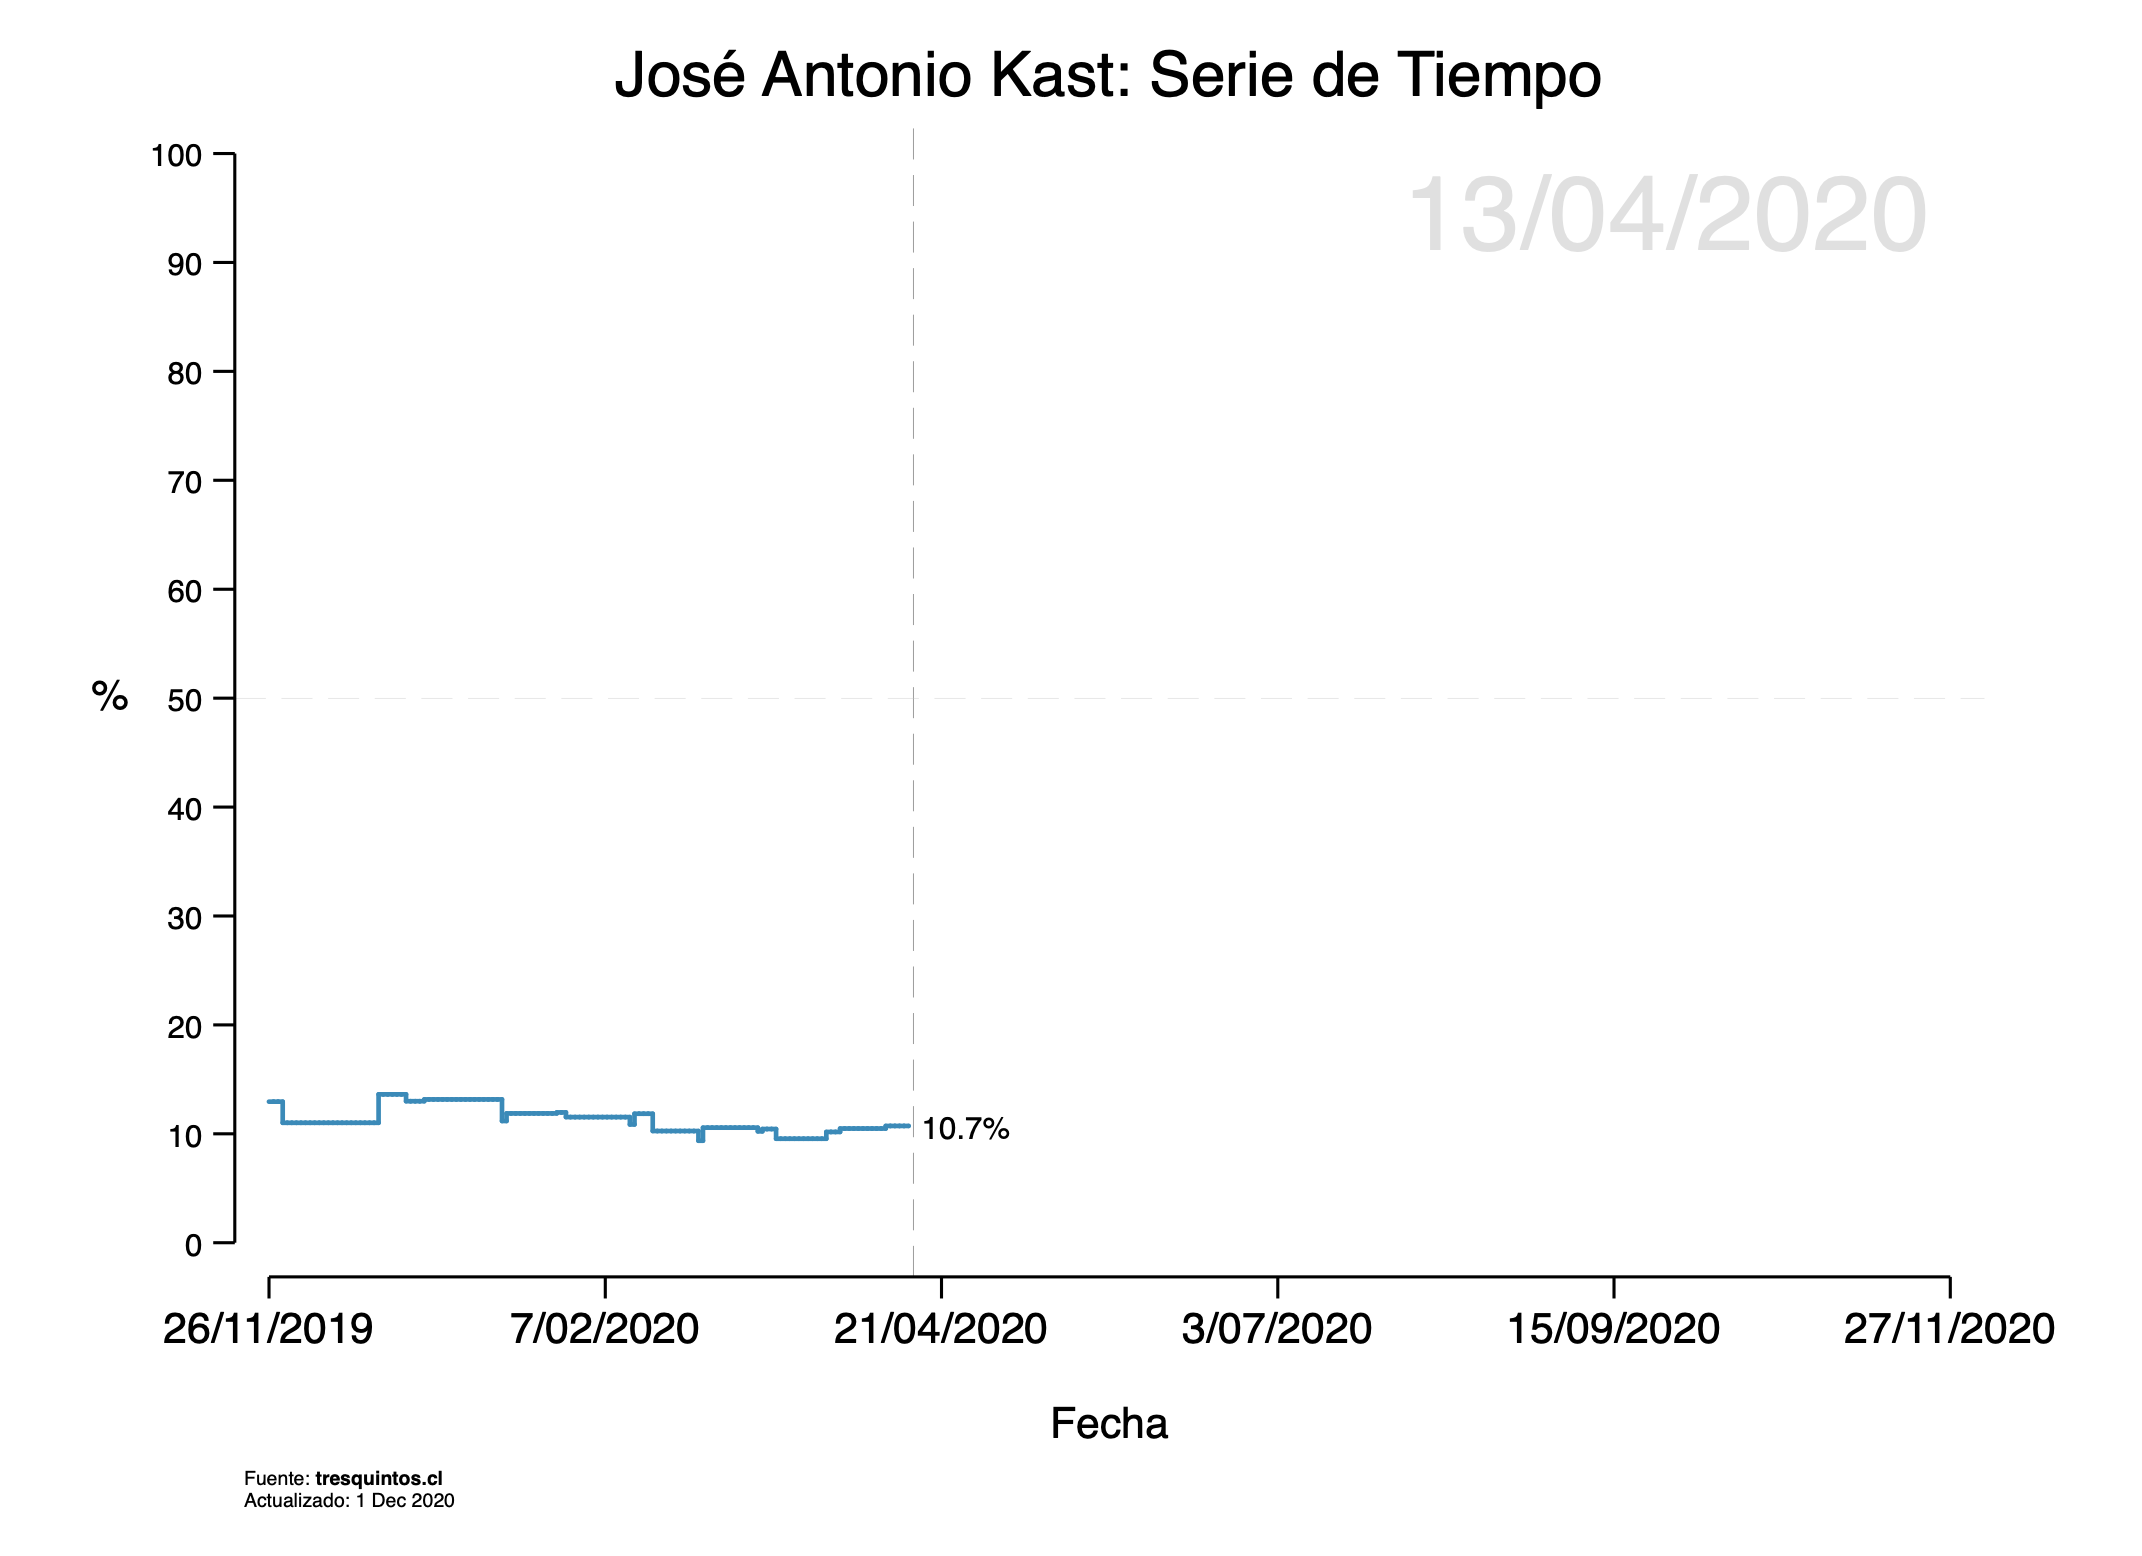 José Antonio Kast: Serie de Tiempo
13/04/2020
100
90
80
70
60
50
40
30
20
10
0
%
10.7%
26/11/2019 7/02/2020 21/04/2020 3/07/2020 15/09/2020 27/11/2020
Fecha
Fuente: tresquintos.cl
Actualizado: 1 Dec 2020